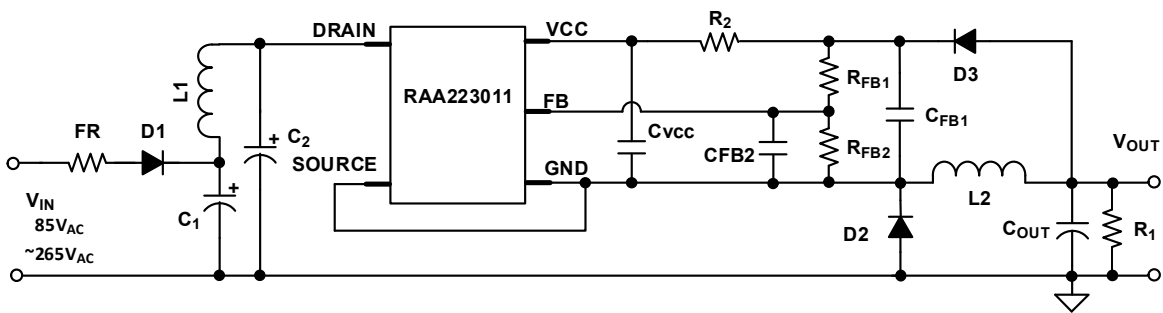 R2
DRAIN
VCC
D3
L1
RAA223011
RFB1
FB
CFB1
FR
D1
C2
CVCC
CFB2
RFB2
VOUT
SOURCE
GND
VIN
85VAC
~265VAC
C1
L2
D2
COUT
R1
+
+